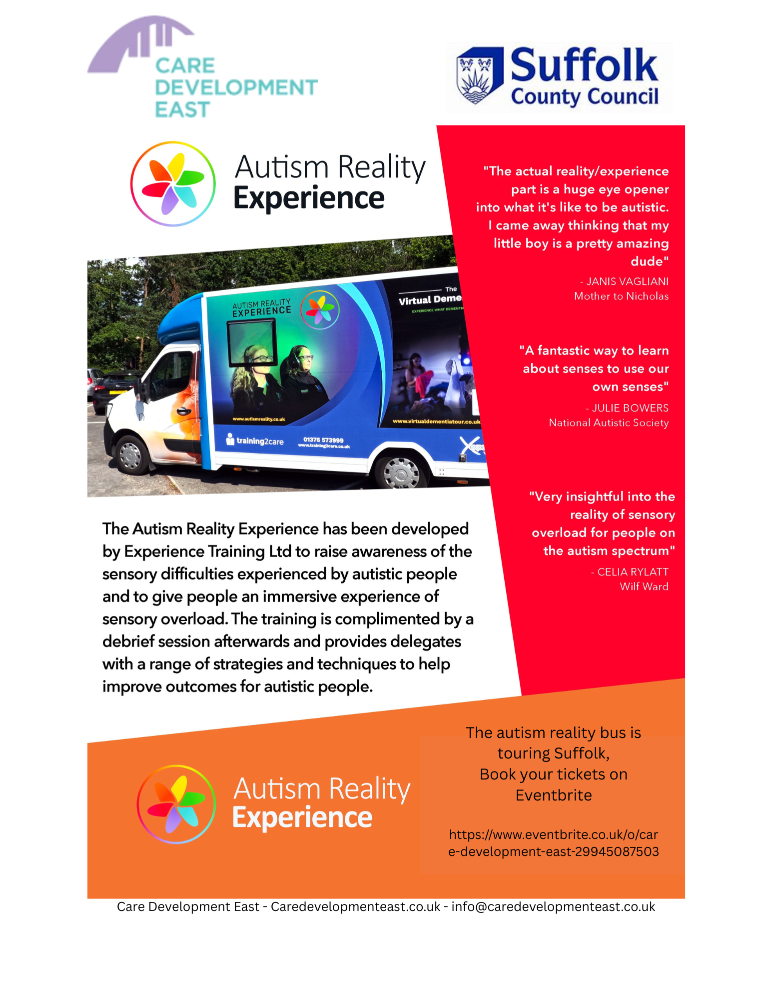 CARE
DEVELOPMENT
EAST
Suffolk
County Council
Autism Reality
Experience
"The actual reality/experience
part is a huge eye opener
into what it's like to be autistic.
I came away thinking that my
little boy is a pretty amazing
dude"
- JANIS VAGLIANI
Mother to Nicholas
"A fantastic way to learn
about senses to use our
own senses"
- JULIE BOWERS
National Autistic Society
"Very insightful into the
reality of sensory
overload for people on
the autism spectrum"
- CELIA RYLATT
Wilf Ward
AUTISM REALITY
EXPERIENCE
www.autismreality.co.uk
The
Virtual
EXPERIENCE WHAT
www.virtualdementiatour.co.uk
training2care
01376 573999
www.training2care.co.uk
The Autism Reality Experience has been developed
by Experience Training Ltd to raise awareness of the
sensory difficulties experienced by autistic people
and to give people an immersive experience of
sensory overload. The training is complimented by a
debrief session afterwards and provides delegates
with a range of strategies and techniques to help
improve outcomes for autistic people.
Autism Reality
Experience
The autism reality bus is
touring Suffolk,
Book your tickets on
Eventbrite
https://www.eventbrite.co.uk/o/car
e-development-east-29945087503
Care Development East - Caredevelopmenteast.co.uk - info@caredevelopmenteast.co.uk